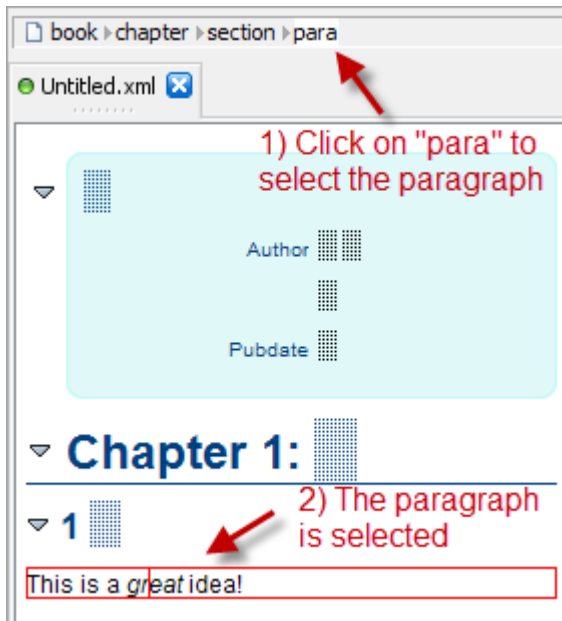 book chapter section para
Untitled.xml
1) Click on "para" to
select the paragraph
Author
Pubdate
Chapter 1:
2) The paragraph
is selected
1
This is a great idea!